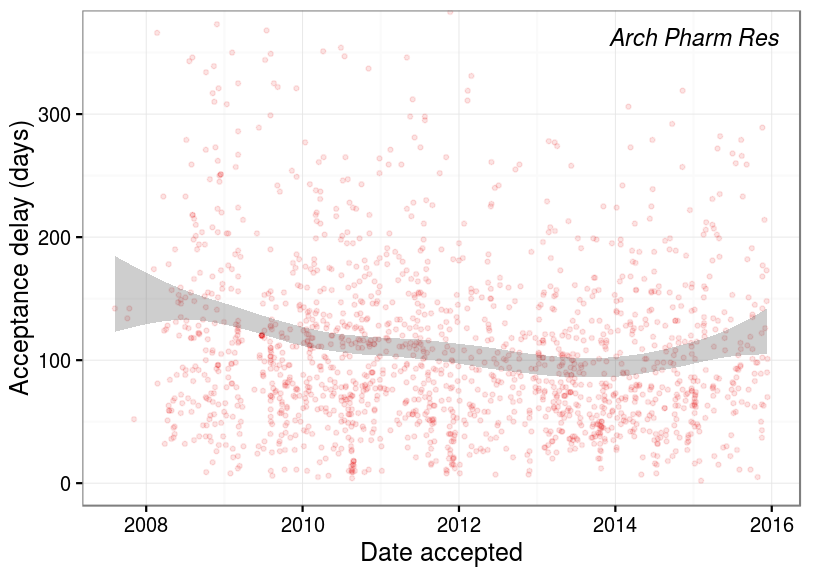 Arch Pharm Res
Acceptance delay (days)
300
200
100
0
2008 2010 2012 2014 2016
Date accepted